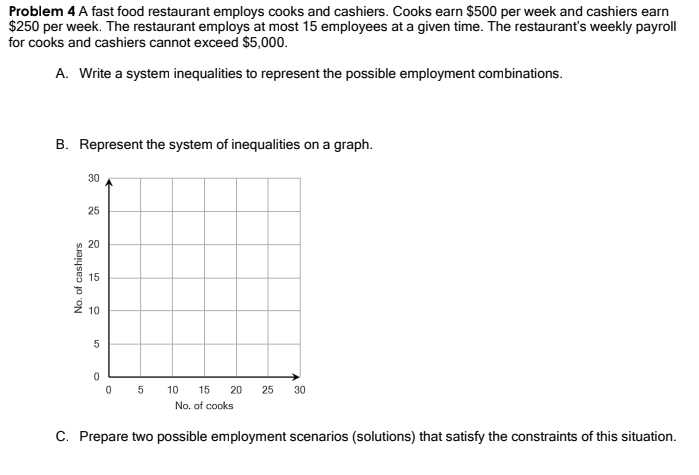 Problem 4 A fast food restaurant employs cooks and cashiers. Cooks earn $500 per week and cashiers earn
$250 per week. The restaurant employs at most 15 employees at a given time. The restaurant's weekly payroll
for cooks and cashiers cannot exceed $5,000.
A. Write a system inequalities to represent the possible employment combinations.
B. Represent the system of inequalities on a graph.
30
25
20
15
10
5
0
No. of cashiers
0 5 10 15 20 25 30
No. of cooks
C. Prepare two possible employment scenarios (solutions) that satisfy the constraints of this situation.